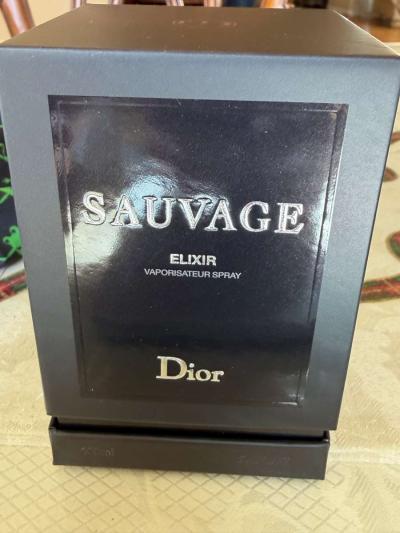 SAUVAGE
ELIXIR
VAPORISATEUR SPRAY
Dior